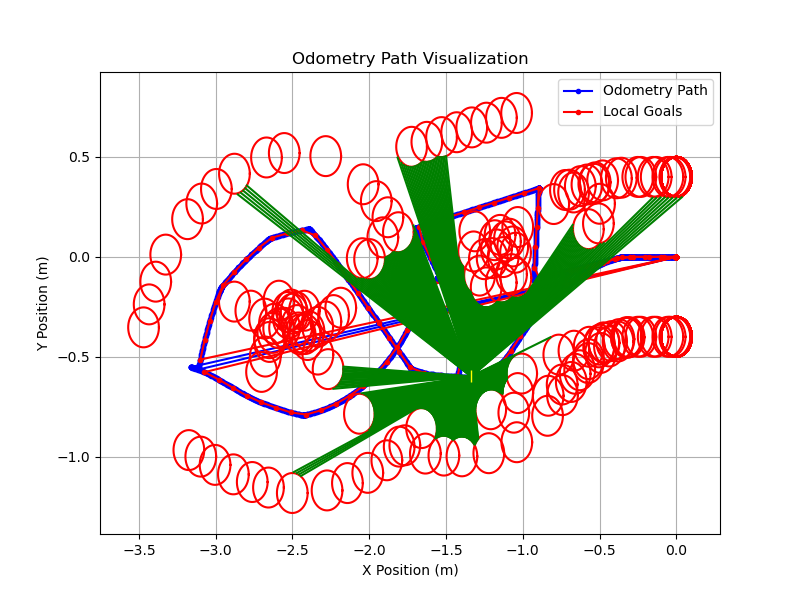 Odometry Path Visualization
Odometry Path
Local Goals
Y Position (m)
0.5
0.0
−0.5
−1.0
−3.5 −3.0 −2.5 −2.0 −1.5 −1.0 −0.5 0.0
X Position (m)